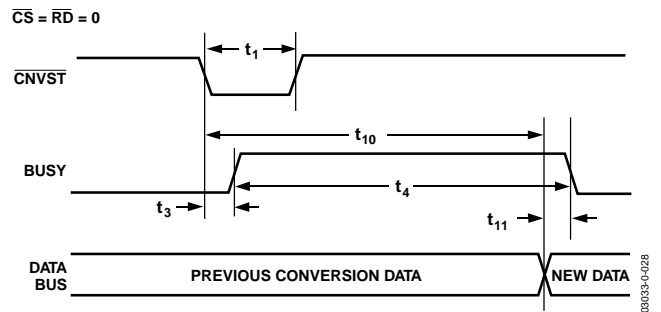 CS = RD = 0
t1
CNVST
t10
BUSY
t4
t3
t11
DATA
BUS
PREVIOUS CONVERSION DATA
NEW DATA
03033-0-028